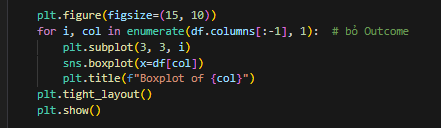 plt.figure(figsize=(15, 10))
for i, col in enumerate(df.columns[:-1], 1):  # bỏ Outcome
    plt.subplot(3, 3, i)
    sns.boxplot(x=df[col])
    plt.title(f"Boxplot of {col}")
plt.tight_layout()
plt.show()